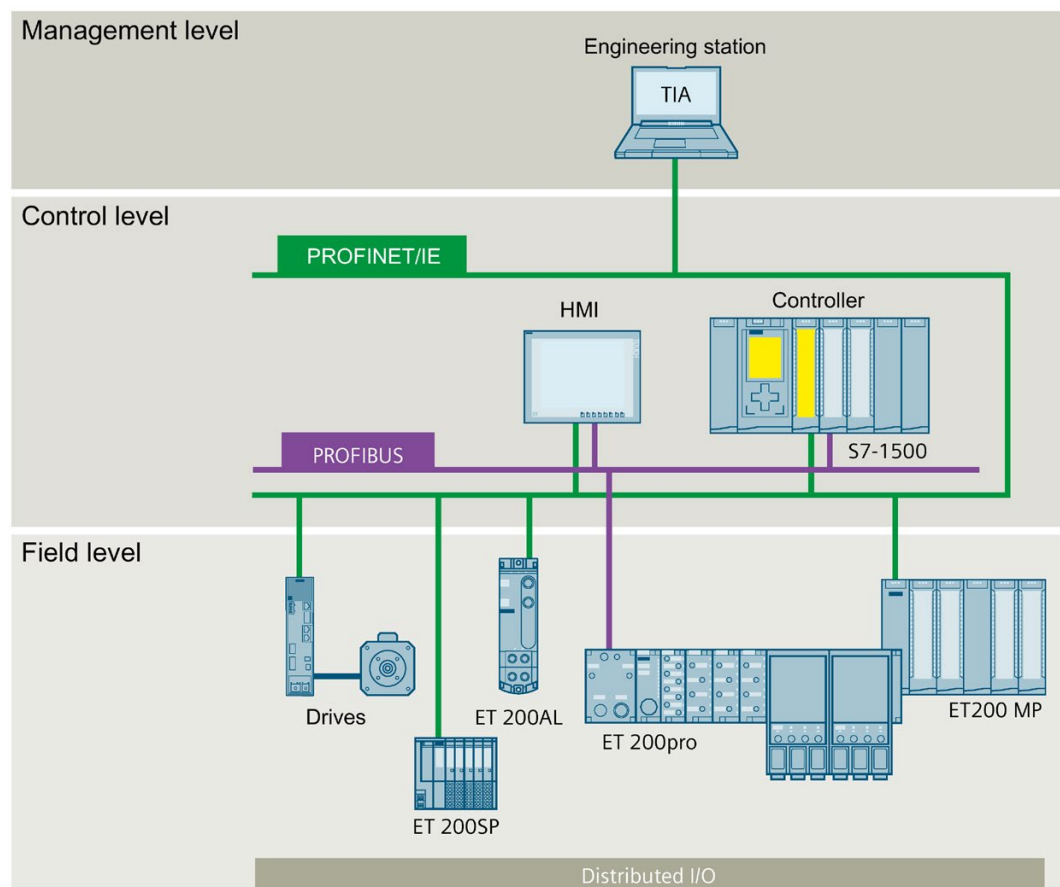 Management level
Engineering station
TIA
Control level
PROFINET/IE
HMI
Controller
PROFIBUS
S7-1500
Field level
Drives
ET 200AL
ET 200pro
ET200 MP
ET 200SP
Distributed I/O